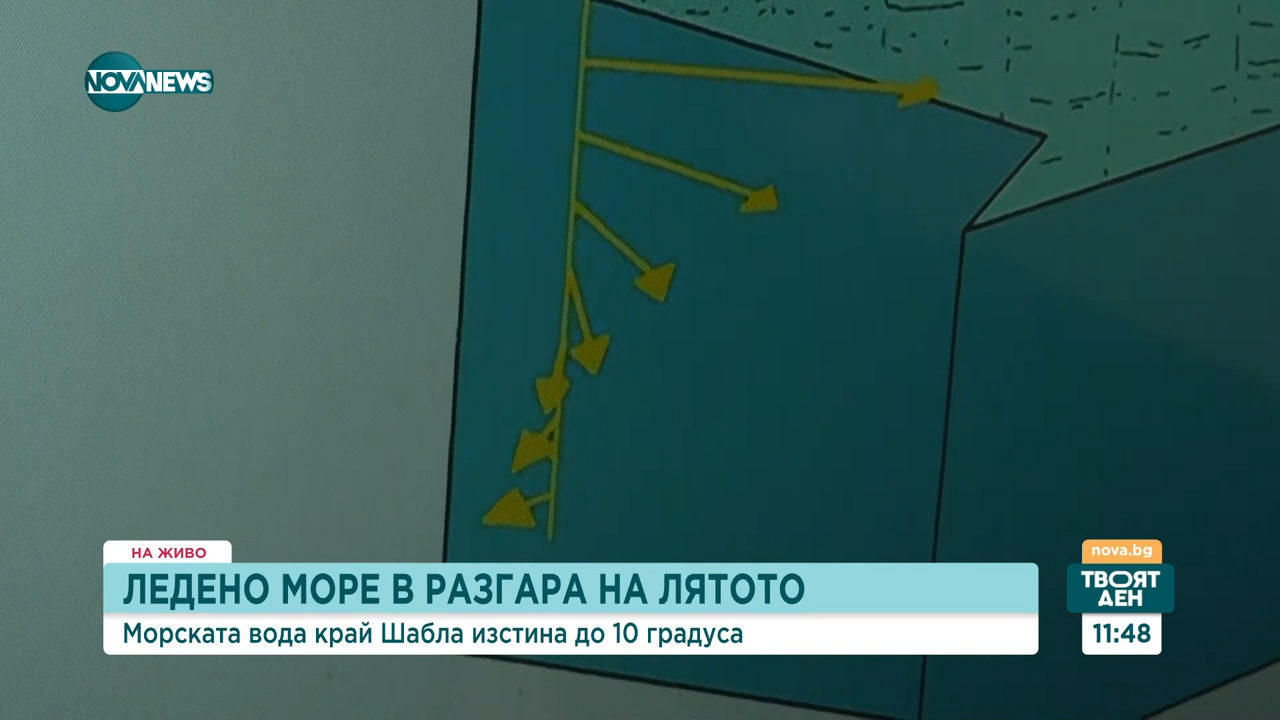 NOVANEWS
НА ЖИВО
ЛЕДЕНО МОРЕ В РАЗГАРА НА ЛЯТОТО
Морската вода край Шабла изстина до 10 градуса
nova.bg
ТВОЯТ
ДЕН
11:48